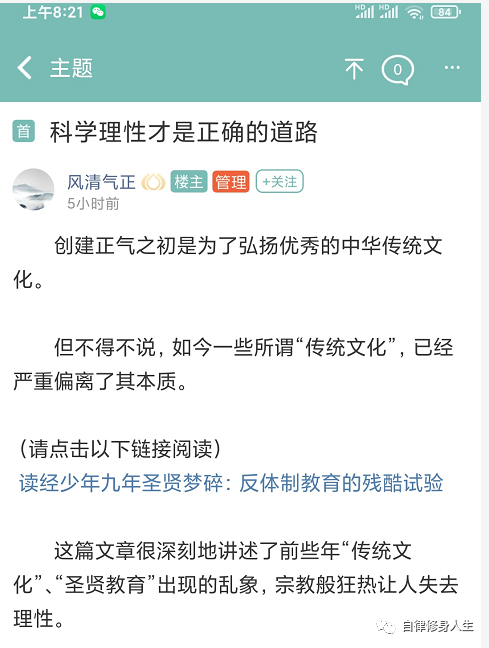 上午8:21
HD HD 84
主题
0
首 科学理性才是正确的道路
风清气正 楼主 管理 +关注
5小时前
创建正气之初是为了弘扬优秀的中华传统文
化。
但不得不说，如今一些所谓“传统文化”，已经
严重偏离了其本质。
（请点击以下链接阅读）
读经少年九年圣贤梦碎：反体制教育的残酷试验
这篇文章很深刻地讲述了前些年“传统文
化”、“圣贤教育”出现的乱象，宗教般狂热让人失去
理性。
自律修身人生